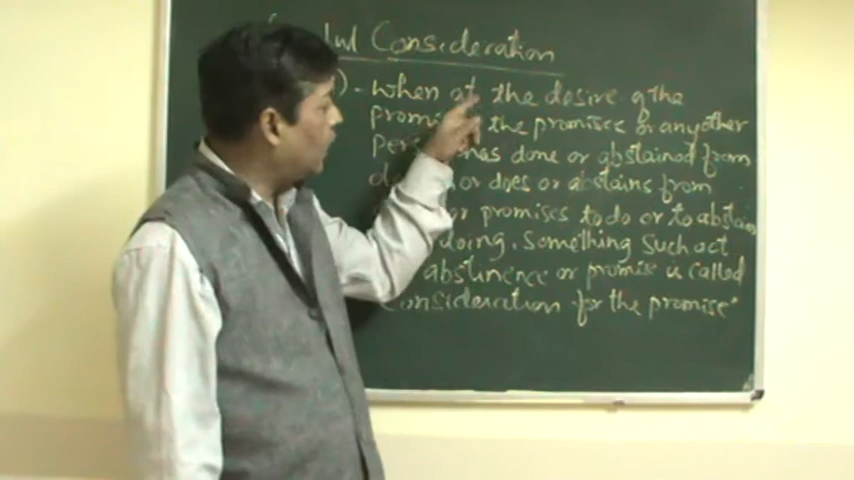 Consideration
- When at the desire of the
the promisee or any other
has done or abstained from
or does or abstains from
or promises to do or to abstain
doing, Something Such act
abstinence or promise is called
Consideration for the promise"